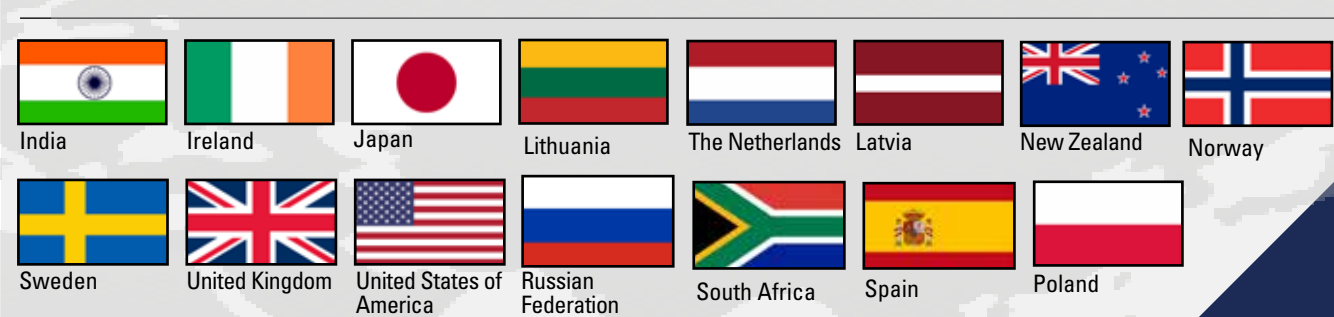 India
Ireland
Japan
Lithuania
The Netherlands
Latvia
New Zealand
Norway
Sweden
United Kingdom
United States of
America
Russian
Federation
South Africa
Spain
Poland